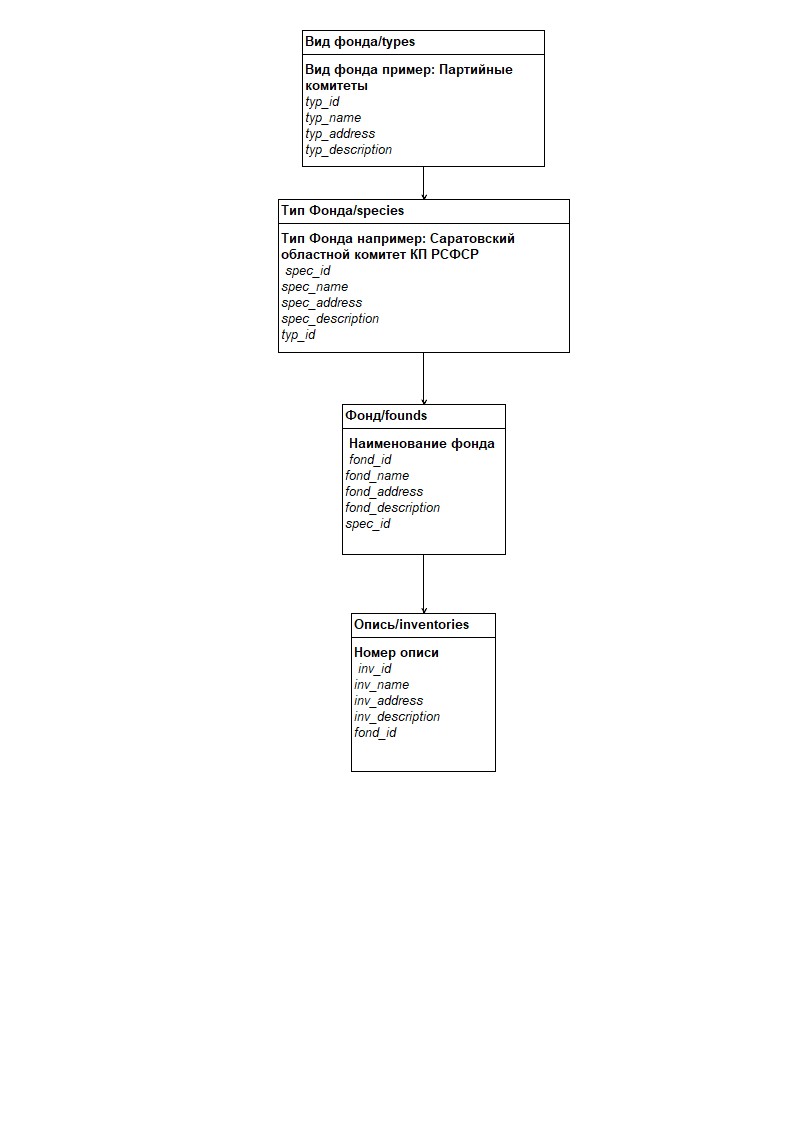 Вид фонда/types
Вид фонда пример: Партийные
комитеты
typ_id
typ_name
typ_address
typ_description
Тип Фонда/species
Тип Фонда например: Саратовский
областной комитет КП РСФСР
spec_id
spec_name
spec_address
spec_description
typ_id
Фонд/founds
Наименование фонда
fond_id
fond_name
fond_address
fond_description
spec_id
Опись/inventories
Номер описи
inv_id
inv_name
inv_address
inv_description
fond_id